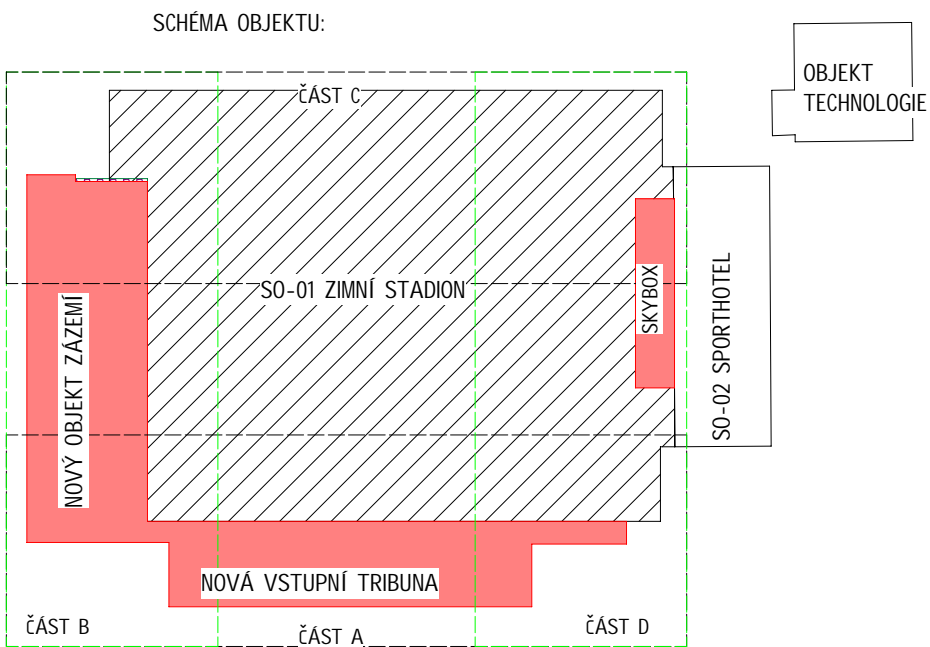 SCHÉMA OBJEKTU:
OBJEKT
TECHNOLOGIE
ČÁST C
SO-01 ZIMNÍ STADION
SKYBOX
SO-02 SPORTHOTEL
NOVÝ OBJEKT ZÁZEMÍ
NOVÁ VSTUPNÍ TRIBUNA
ČÁST B
ČÁST A
ČÁST D